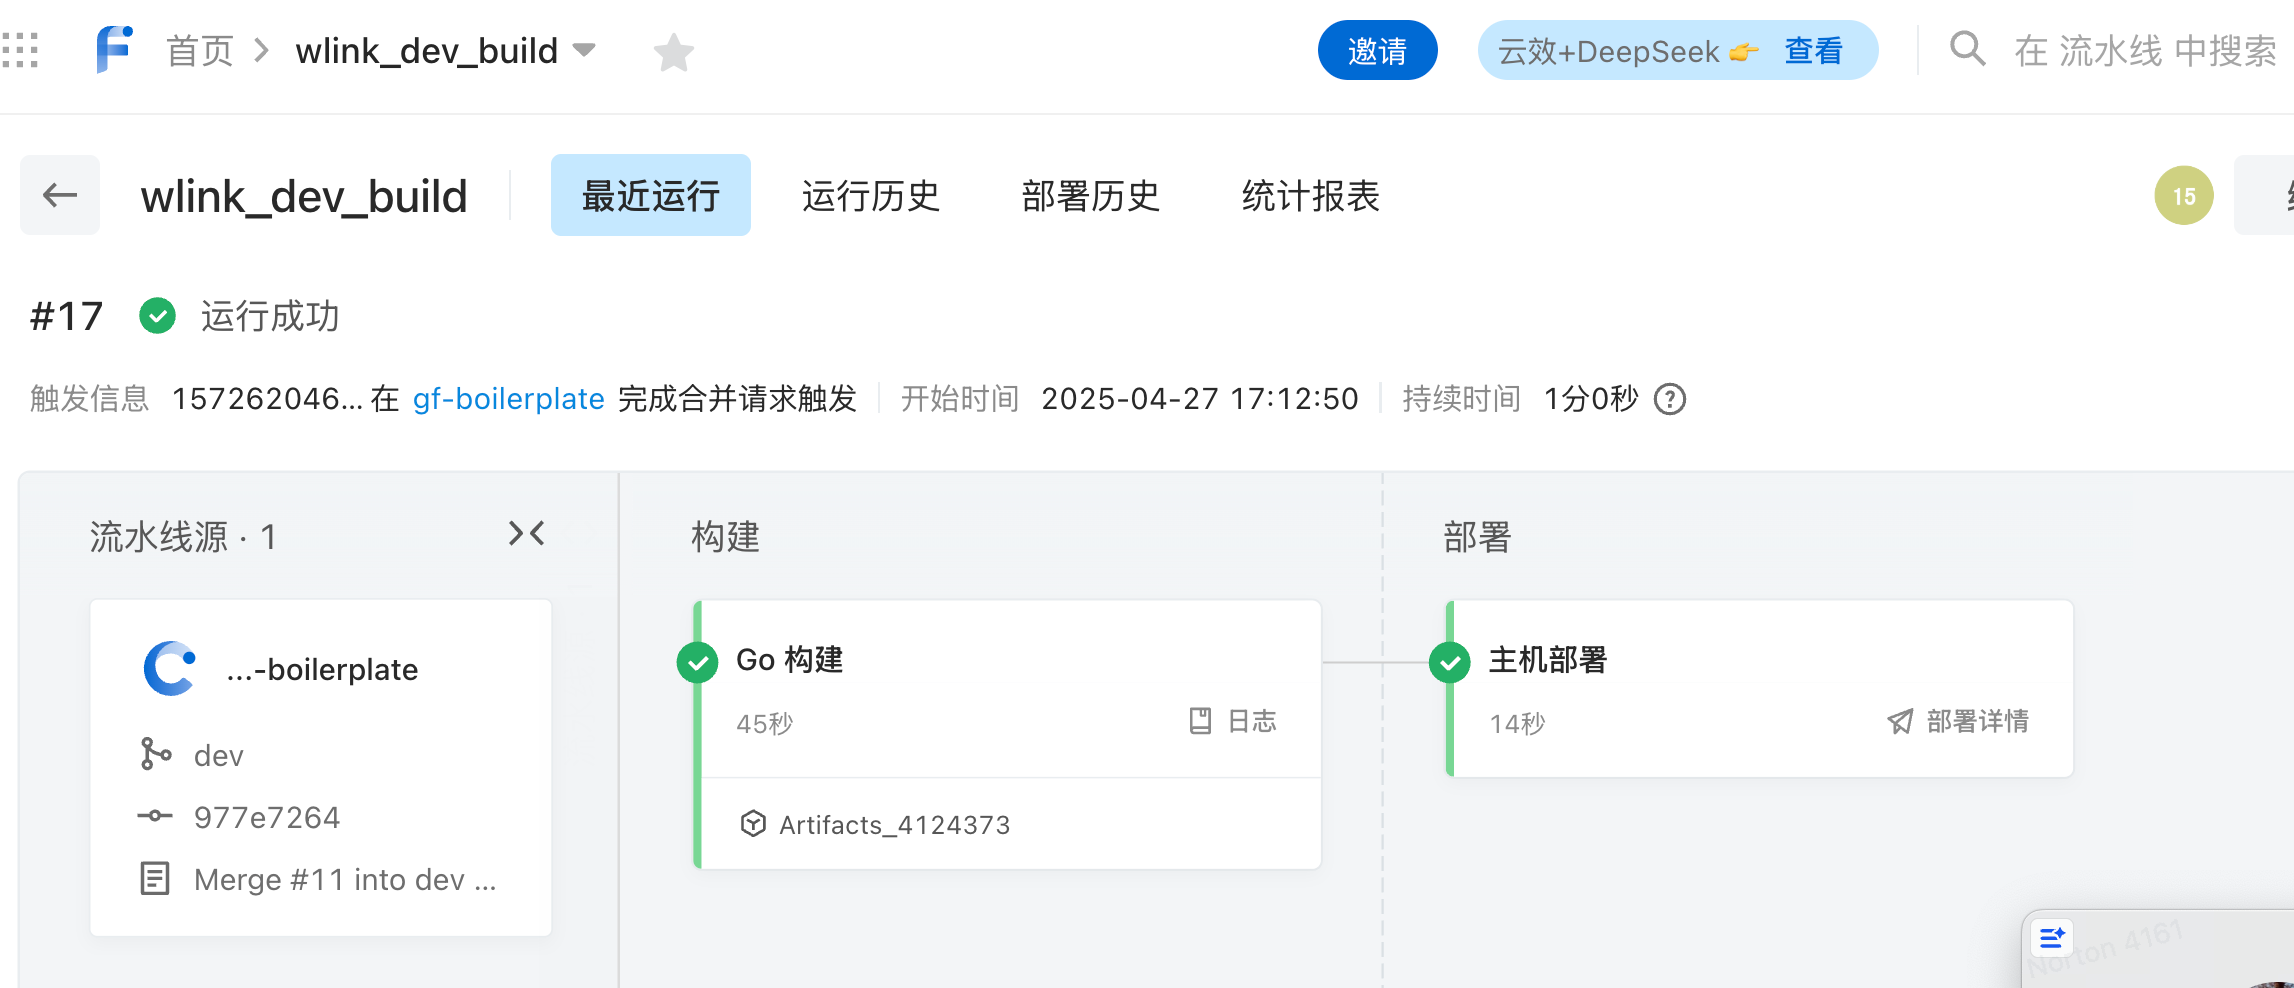 首页 wlink_dev_build 邀请 云效+DeepSeek 👉 查看 在 流水线 中搜索
wlink_dev_build 最近运行 运行历史 部署历史 统计报表 15
#17 运行成功
触发信息 157262046... 在 gf-boilerplate 完成合并请求触发 开始时间 2025-04-27 17:12:50 持续时间 1分0秒 ?
流水线源 · 1
...-boilerplate
dev
977e7264
Merge #11 into dev ...
构建
Go 构建
45秒 日志
Artifacts_4124373
部署
主机部署
14秒 部署详情
Norton 4161